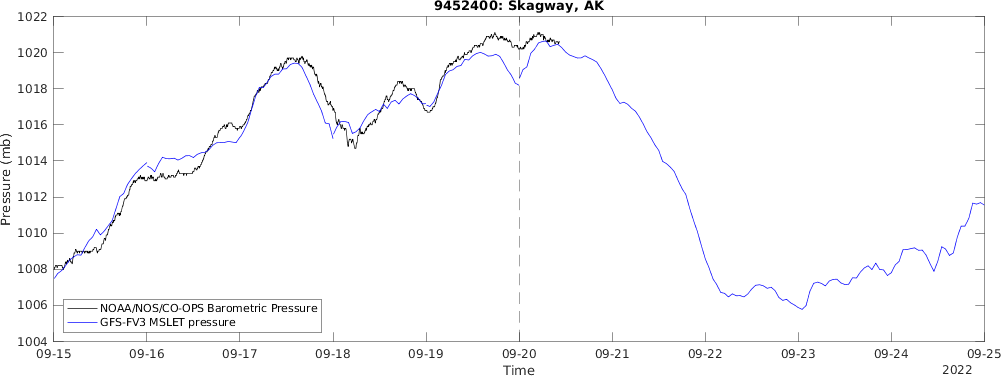 9452400: Skagway, AK
1022
1020
1018
1016
1014
1012
1010
1008
1006
1004
Pressure (mb)
NOAA/NOS/CO-OPS Barometric Pressure
GFS-FV3 MSLET pressure
09-15 09-16 09-17 09-18 09-19 09-20 09-21 09-22 09-23 09-24 09-25
Time
2022